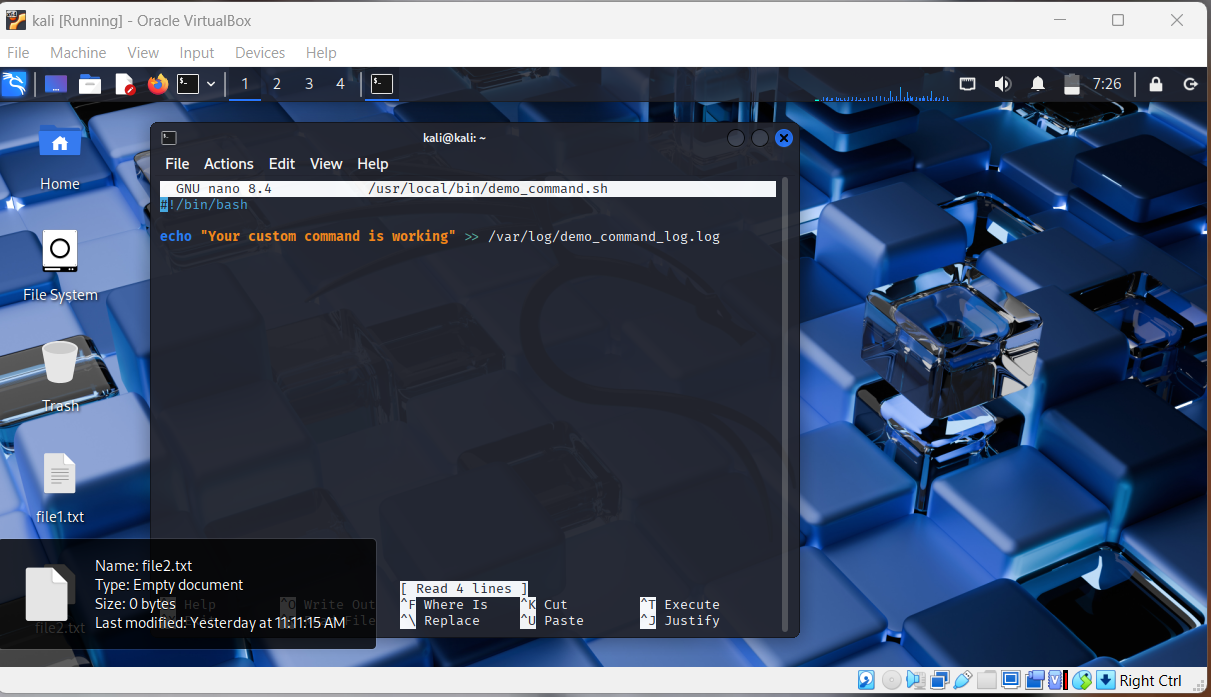 kali [Running] - Oracle VirtualBox
File Machine View Input Devices Help
1 2 3 4 7:26
kali@kali: ~
File Actions Edit View Help
GNU nano 8.4 /usr/local/bin/demo_command.sh
#!/bin/bash
echo "Your custom command is working" >> /var/log/demo_command_log.log
Home
File System
Trash
file1.txt
file2.txt
Name: file2.txt
Type: Empty document
Size: 0 bytes
Last modified: Yesterday at 11:11:15 AM
[ Read 4 lines ]
Help ^O Write Out ^F Where Is ^K Cut ^T Execute
File ^\ Replace ^U Paste ^J Justify
Right Ctrl